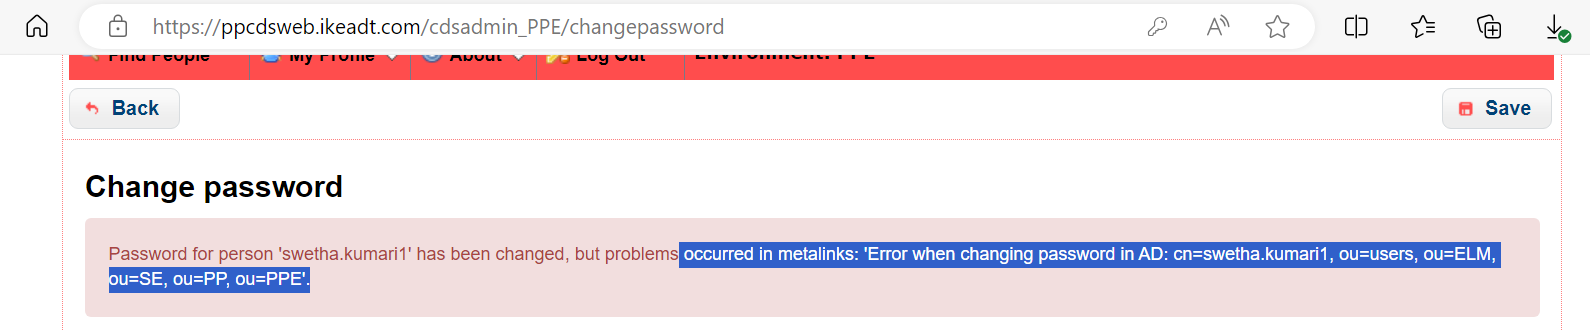 https://ppcdsweb.ikeadt.com/cdsadmin_PPE/changepassword
Find People My Profile About Log Out Environment: PPE
Back Save
Change password
Password for person 'swetha.kumari1' has been changed, but problems occurred in metalinks: 'Error when changing password in AD: cn=swetha.kumari1, ou=users, ou=ELM,
ou=SE, ou=PP, ou=PPE'.